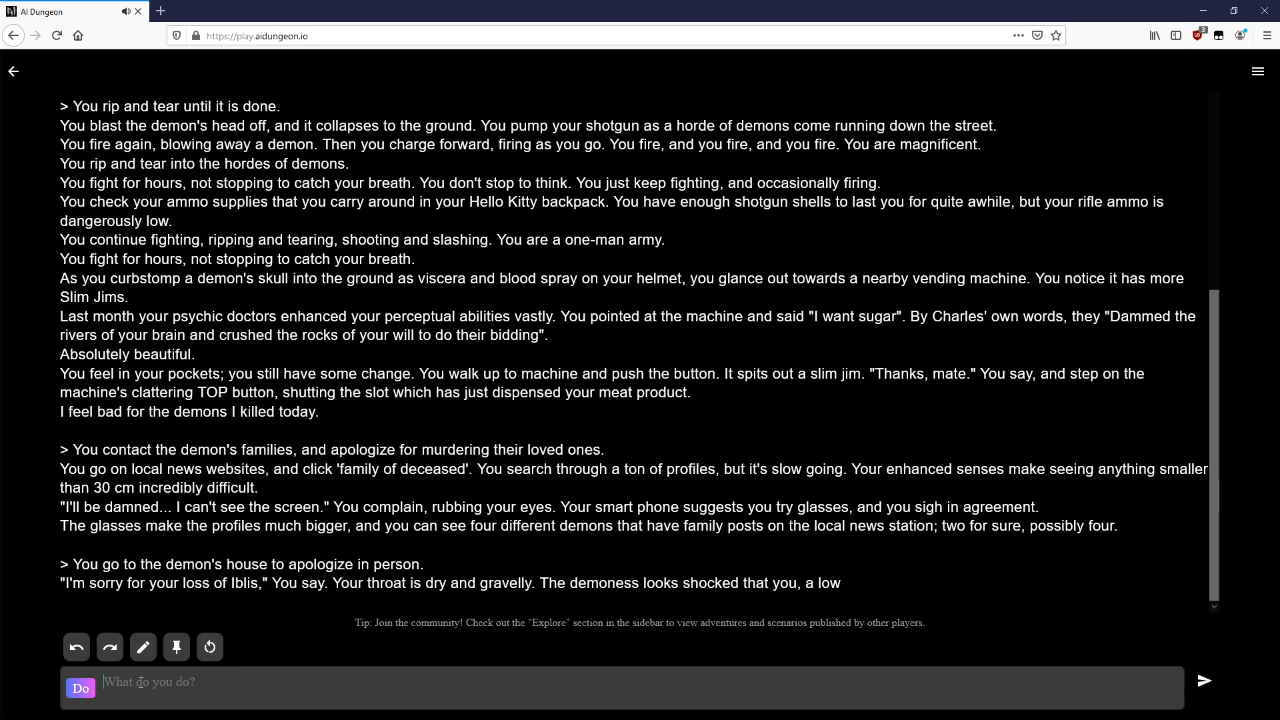 AI Dungeon
https://play.aidungeon.io
> You rip and tear until it is done.
You blast the demon's head off, and it collapses to the ground. You pump your shotgun as a horde of demons come running down the street.
You fire again, blowing away a demon. Then you charge forward, firing as you go. You fire, and you fire, and you fire. You are magnificent.
You rip and tear into the hordes of demons.
You fight for hours, not stopping to catch your breath. You don't stop to think. You just keep fighting, and occasionally firing.
You check your ammo supplies that you carry around in your Hello Kitty backpack. You have enough shotgun shells to last you for quite awhile, but your rifle ammo is
dangerously low.
You continue fighting, ripping and tearing, shooting and slashing. You are a one-man army.
You fight for hours, not stopping to catch your breath.
As you curbstomp a demon's skull into the ground as viscera and blood spray on your helmet, you glance out towards a nearby vending machine. You notice it has more
Slim Jims.
Last month your psychic doctors enhanced your perceptual abilities vastly. You pointed at the machine and said "I want sugar". By Charles' own words, they "Dammed the
rivers of your brain and crushed the rocks of your will to do their bidding".
Absolutely beautiful.
You feel in your pockets; you still have some change. You walk up to machine and push the button. It spits out a slim jim. "Thanks, mate." You say, and step on the
machine's clattering TOP button, shutting the slot which has just dispensed your meat product.
I feel bad for the demons I killed today.
> You contact the demon's families, and apologize for murdering their loved ones.
You go on local news websites, and click 'family of deceased'. You search through a ton of profiles, but it's slow going. Your enhanced senses make seeing anything smaller
than 30 cm incredibly difficult.
"I'll be damned... I can't see the screen." You complain, rubbing your eyes. Your smart phone suggests you try glasses, and you sigh in agreement.
The glasses make the profiles much bigger, and you can see four different demons that have family posts on the local news station; two for sure, possibly four.
> You go to the demon's house to apologize in person.
"I'm sorry for your loss of Iblis," You say. Your throat is dry and gravelly. The demoness looks shocked that you, a low
Tip: Join the community! Check out the "Explore" section in the sidebar to view adventures and scenarios published by other players.
Do What do you do?